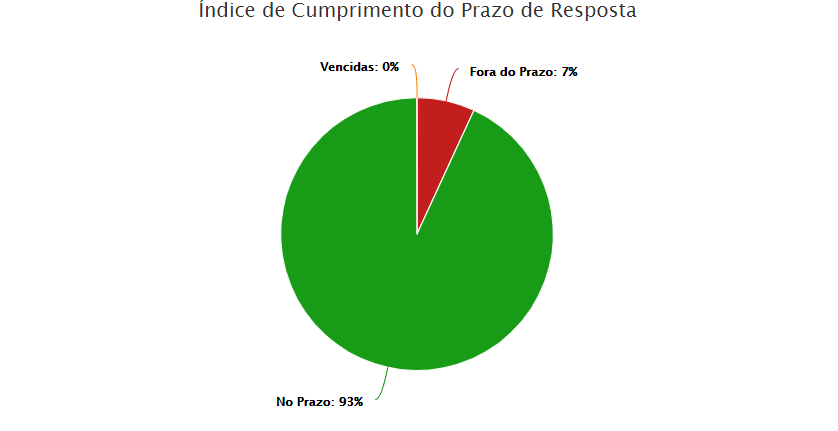 Índice de Cumprimento do Prazo de Resposta
Vencidas: 0%
Fora do Prazo: 7%
No Prazo: 93%